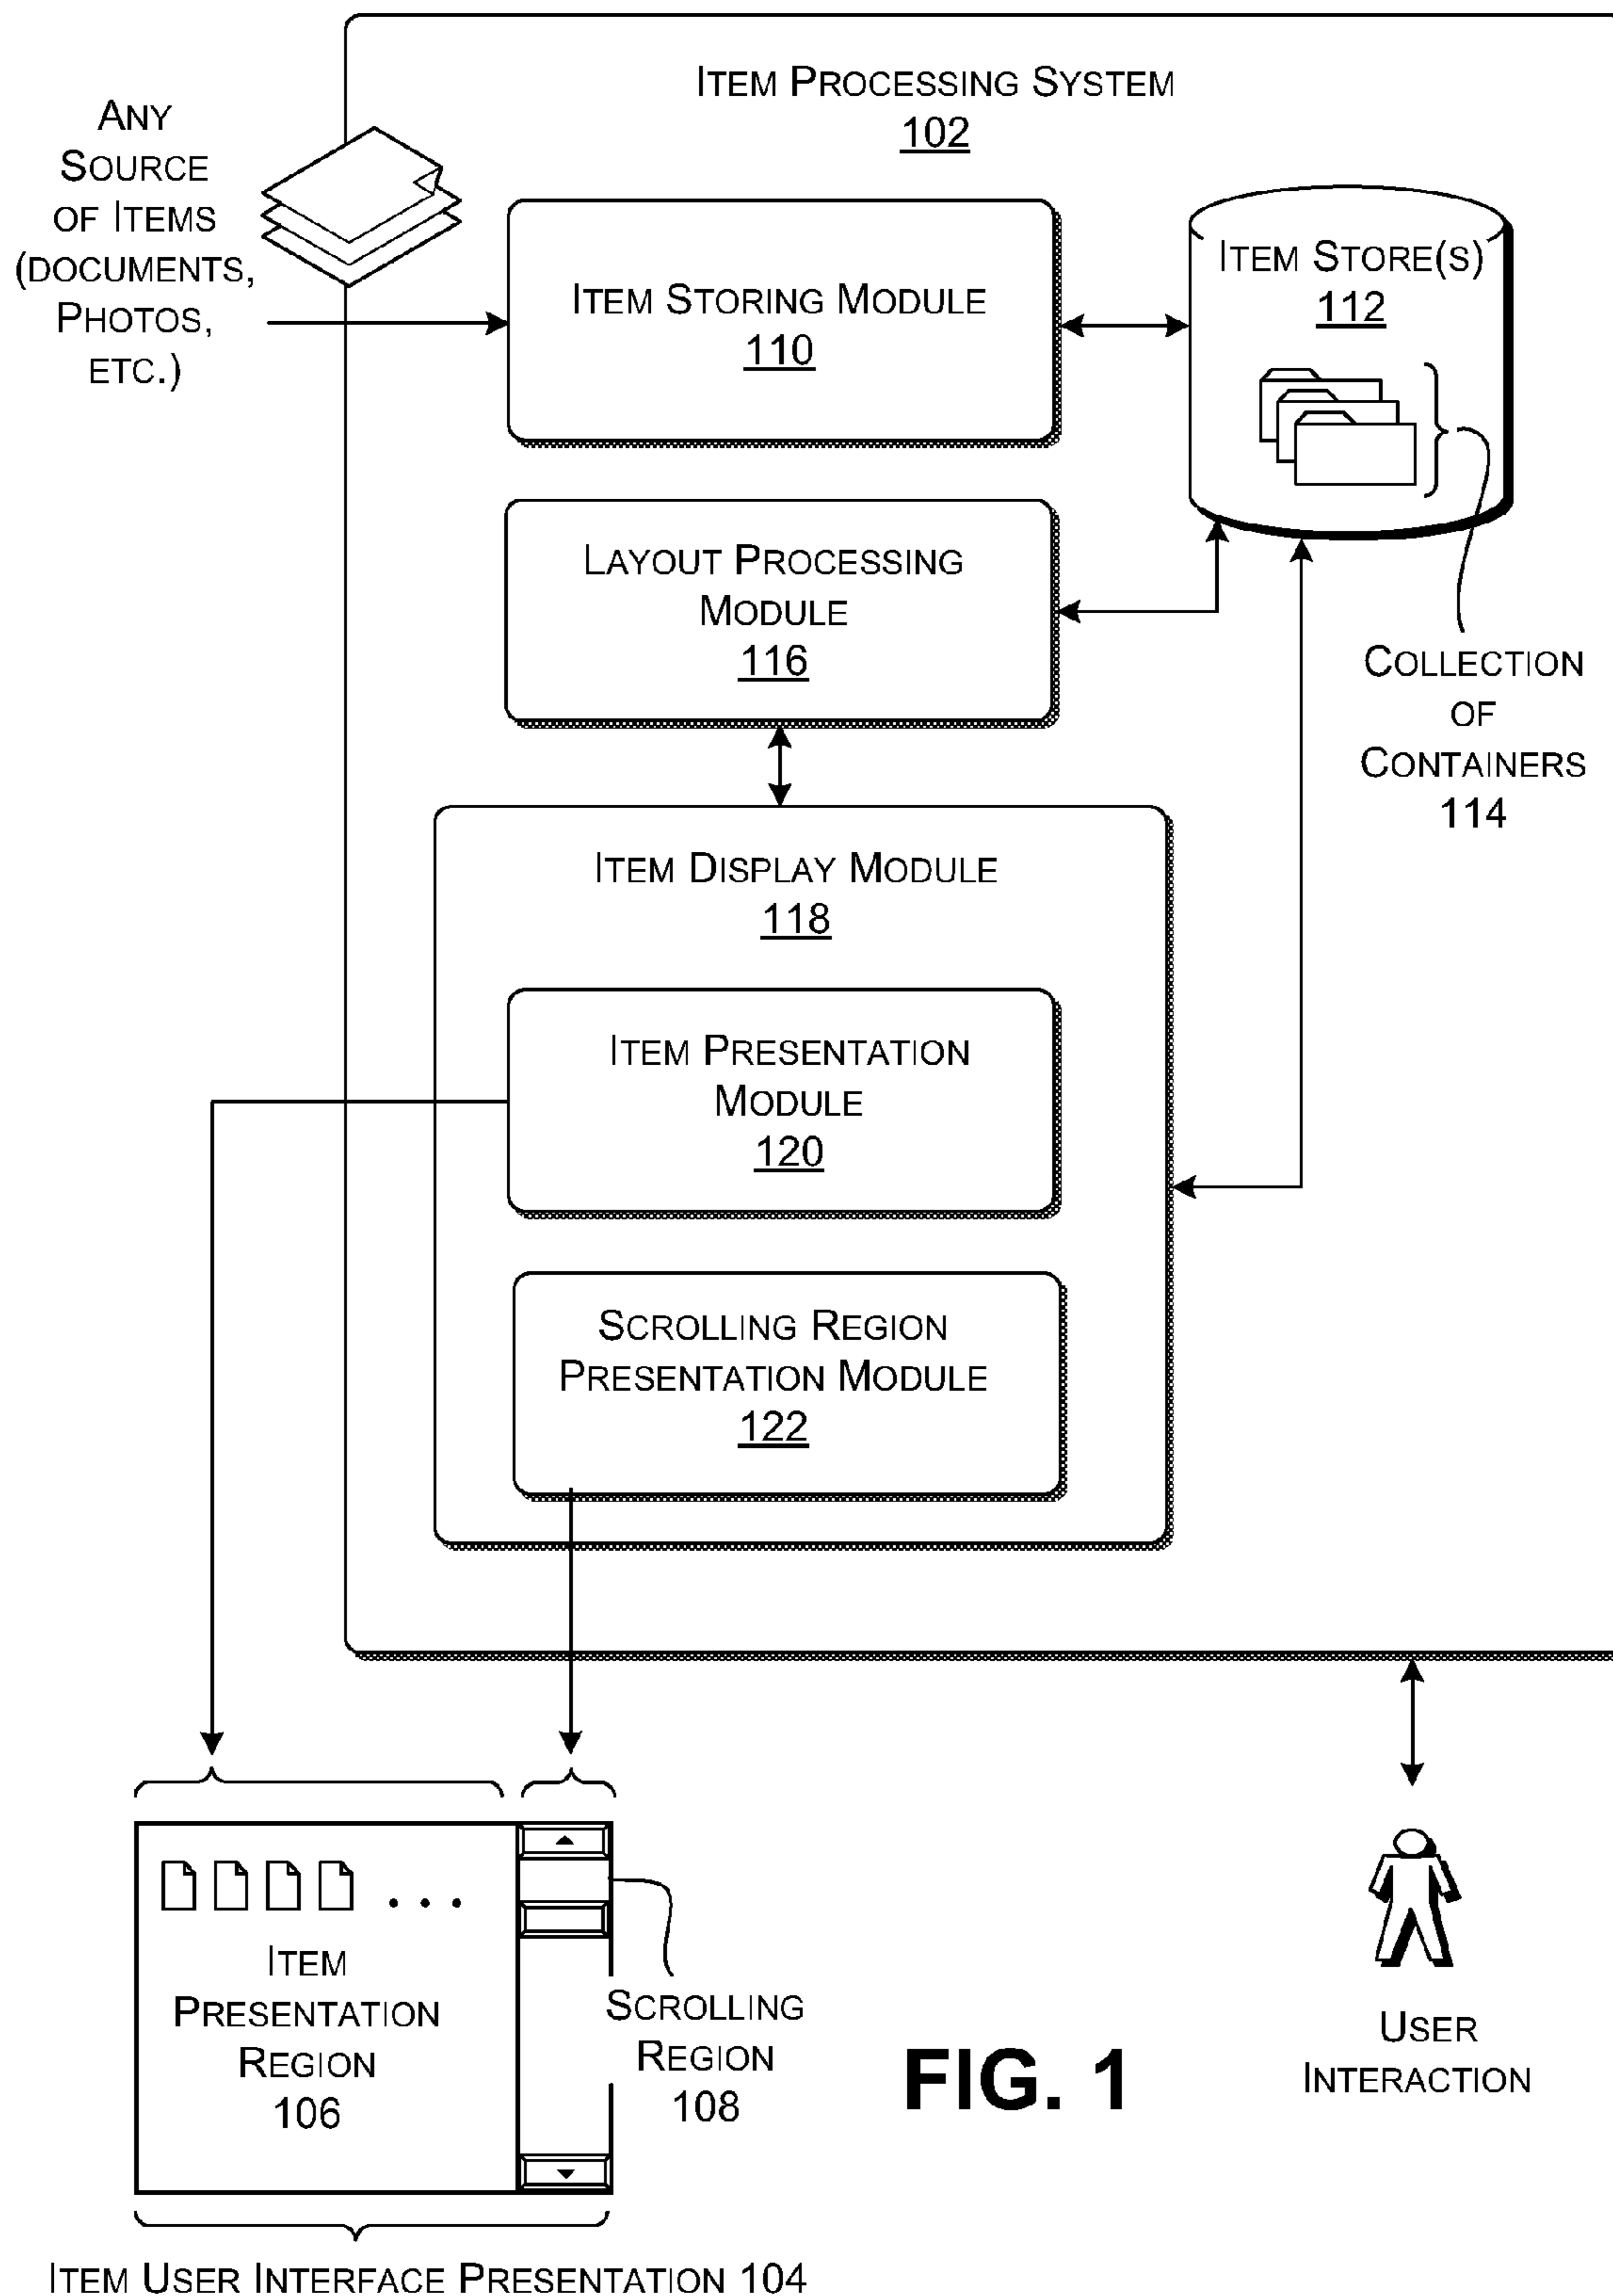 Item Processing System
102
Any
Source
of Items
(documents,
Photos,
etc.)
Item Storing Module
110
Item Store(s)
112
Layout Processing
Module
116
Collection
of
Containers
114
Item Display Module
118
Item Presentation
Module
120
Scrolling Region
Presentation Module
122
. . .
Item
Presentation
Region
106
Scrolling
Region
108
FIG. 1
User
Interaction
Item User Interface Presentation 104